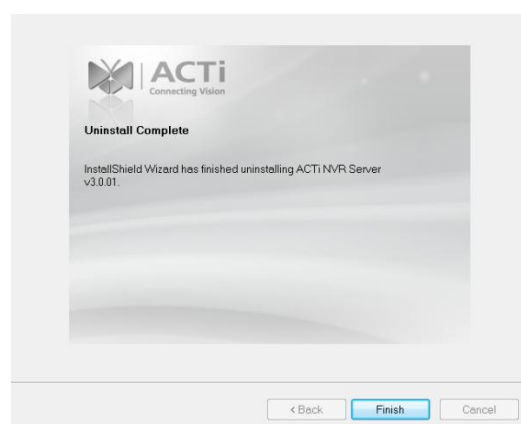 ACTi
Connecting Vision
Uninstall Complete
InstallShield Wizard has finished uninstalling ACTi NVR Server
v3.0.01.
< Back Finish Cancel